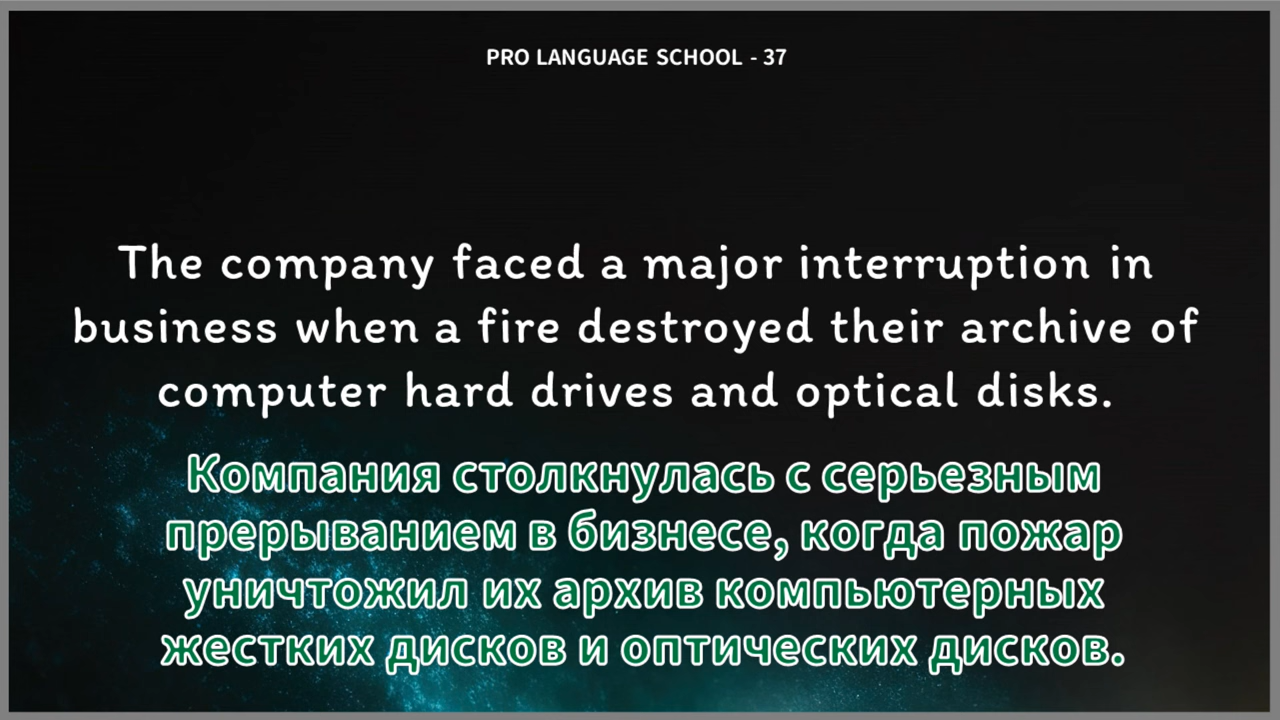 PRO LANGUAGE SCHOOL - 37
The company faced a major interruption in
business when a fire destroyed their archive of
computer hard drives and optical disks.
Компания столкнулась с серьезным
прерыванием в бизнесе, когда пожар
уничтожил их архив компьютерных
жестких дисков и оптических дисков.